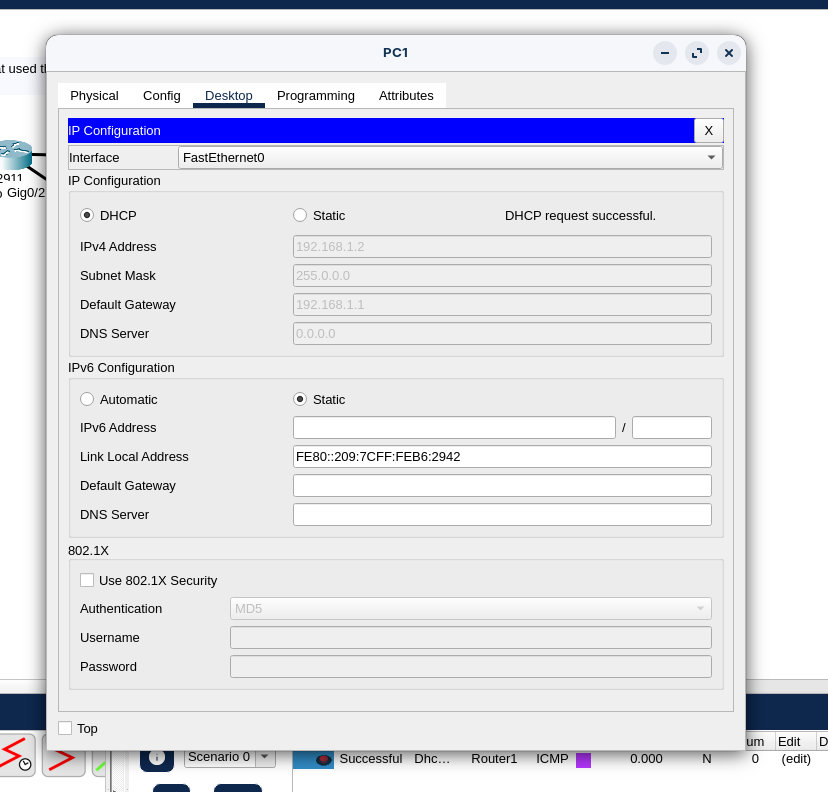 PC1
at used th
Physical Config Desktop Programming Attributes
IP Configuration X
Interface FastEthernet0
IP Configuration
DHCP Static DHCP request successful.
IPv4 Address 192.168.1.2
Subnet Mask 255.0.0.0
Default Gateway 192.168.1.1
DNS Server 0.0.0.0
2911
Gig0/2
IPv6 Configuration
Automatic Static
IPv6 Address /
Link Local Address FE80::209:7CFF:FEB6:2942
Default Gateway
DNS Server
802.1X
Use 802.1X Security
Authentication MD5
Username
Password
Top
um Edit D
Scenario 0 Successful Dhc... Router1 ICMP 0.000 N 0 (edit)